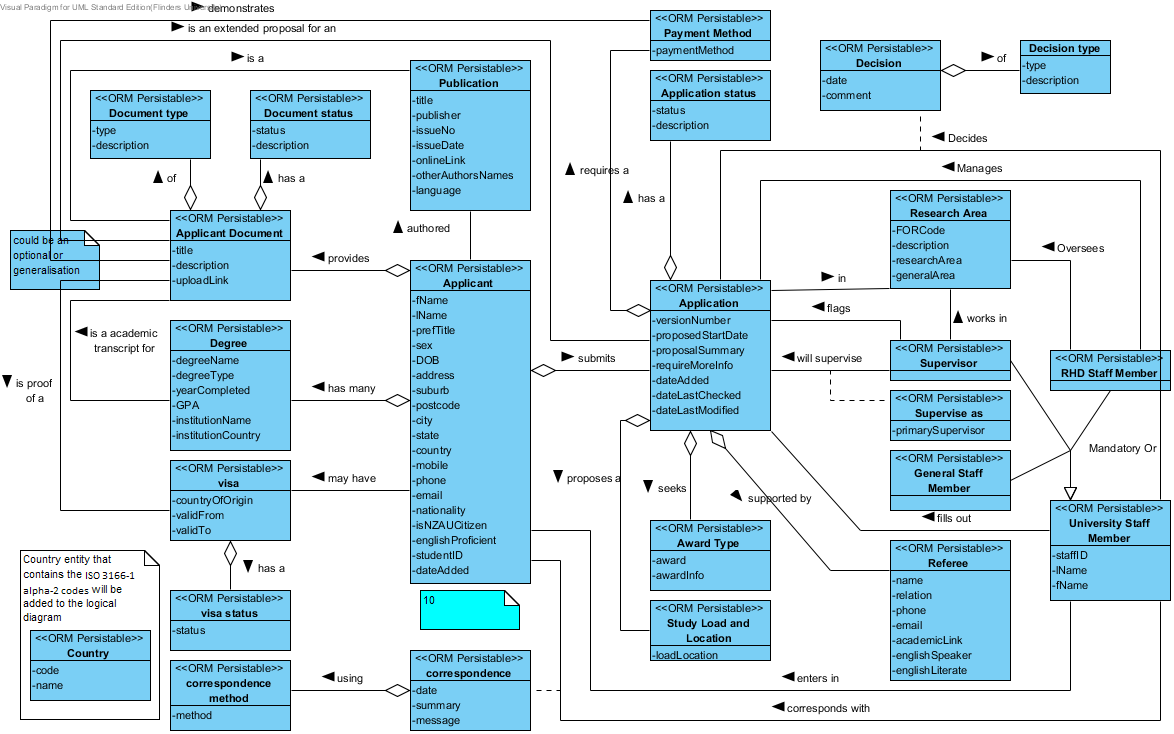 Visual Paradigm for UML Standard Edition(Flinders
demonstrates
is an extended proposal for an
is a
<<ORM Persistable>>
Document type
-type
-description
<<ORM Persistable>>
Document status
-status
-description
<<ORM Persistable>>
Publication
-title
-publisher
-issueNo
-issueDate
-onlineLink
-otherAuthorsNames
-language
<<ORM Persistable>>
Payment Method
-paymentMethod
<<ORM Persistable>>
Application status
-status
-description
<<ORM Persistable>>
Decision
-date
-comment
of
<<ORM Persistable>>
Decision type
-type
-description
Decides
Manages
requires a
has a
of
has a
authored
<<ORM Persistable>>
Applicant Document
-title
-description
-uploadLink
could be an
optional or
generalisation
provides
<<ORM Persistable>>
Applicant
-fName
-lName
-prefTitle
-sex
-DOB
-address
-suburb
-postcode
-city
-state
-country
-mobile
-phone
-email
-nationality
-isNZAUCitizen
-englishProficient
-studentID
-dateAdded
<<ORM Persistable>>
Application
-versionNumber
-proposedStartDate
-proposalSummary
-requireMoreInfo
-dateAdded
-dateLastChecked
-dateLastModified
<<ORM Persistable>>
Research Area
-FORCode
-description
-researchArea
-generalArea
Oversees
in
flags
works in
is a academic
transcript for
<<ORM Persistable>>
Degree
-degreeName
-degreeType
-yearCompleted
-GPA
-institutionName
-institutionCountry
has many
submits
will supervise
<<ORM Persistable>>
Supervisor
<<ORM Persistable>>
RHD Staff Member
<<ORM Persistable>>
Supervise as
-primarySupervisor
<<ORM Persistable>>
General Staff
Member
Mandatory Or
is proof
of a
<<ORM Persistable>>
visa
-countryOfOrigin
-validFrom
-validTo
may have
proposes a
seeks
supported by
fills out
<<ORM Persistable>>
University Staff
Member
-staffID
-lName
-fName
<<ORM Persistable>>
Award Type
-award
-awardInfo
<<ORM Persistable>>
Referee
-name
-relation
-phone
-email
-academicLink
-englishSpeaker
-englishLiterate
Country entity that
contains the ISO 3166-1
alpha-2 codes will be
added to the logical
diagram
<<ORM Persistable>>
Country
-code
-name
has a
<<ORM Persistable>>
visa status
-status
10
<<ORM Persistable>>
Study Load and
Location
-loadLocation
<<ORM Persistable>>
correspondence
method
-method
using
<<ORM Persistable>>
correspondence
-date
-summary
-message
enters in
corresponds with